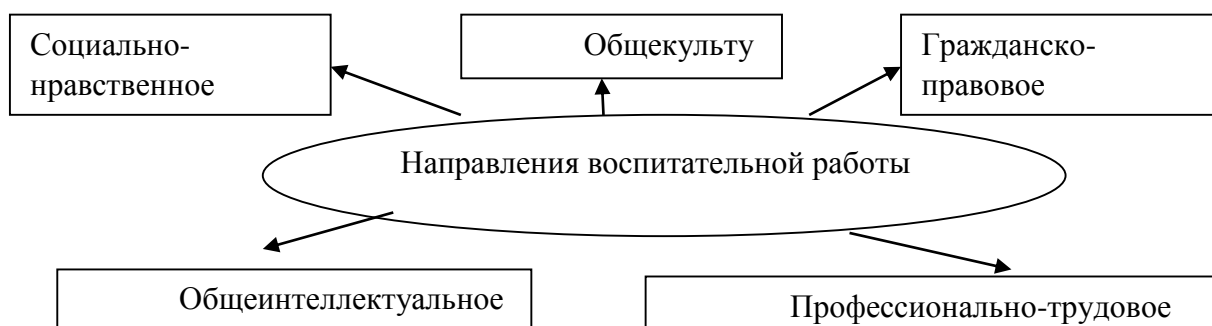 Социально-
нравственное
Общекульту
Гражданско-
правовое
Направления воспитательной работы
Общеинтеллектуальное
Профессионально-трудовое